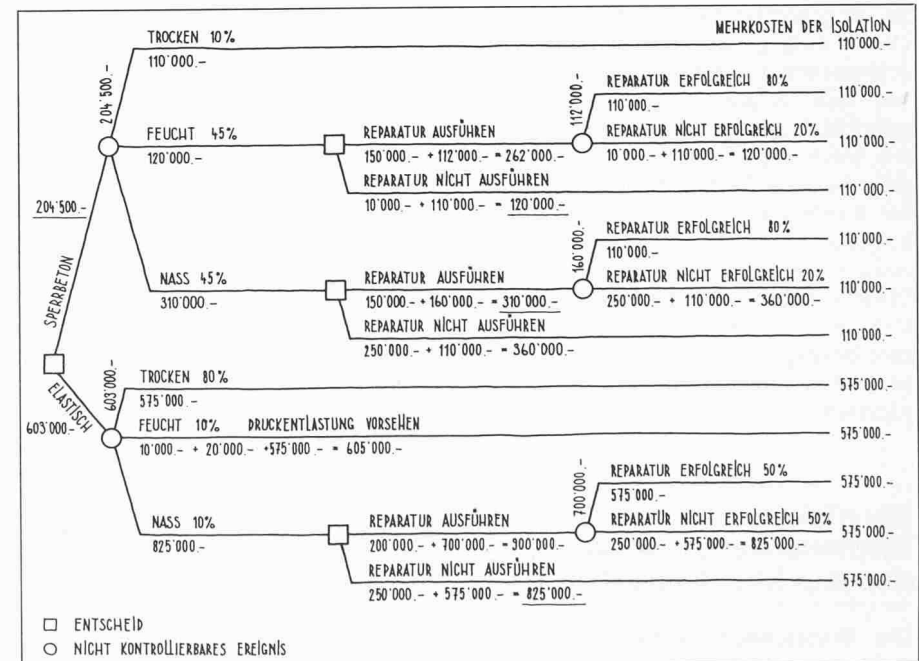 MEHRKOSTEN DER ISOLATION
TROCKEN 10%
110'000.-
110'000.-
204'500.-
REPARATUR ERFOLGREICH 80%
110'000.-
110'000.-
112'000.-
FEUCHT 45%
120'000.-
REPARATUR AUSFÜHREN
150'000.- + 112'000.- = 262'000.-
REPARATUR NICHT ERFOLGREICH 20%
10'000.- + 110'000.- = 120'000.-
110'000.-
REPARATUR NICHT AUSFÜHREN
10'000.- + 110'000.- = 120'000.-
110'000.-
204'500.-
SPERRBETON
REPARATUR ERFOLGREICH 80%
110'000.-
110'000.-
160'000.-
NASS 45%
310'000.-
REPARATUR AUSFÜHREN
150'000.- + 160'000.- = 310'000.-
REPARATUR NICHT ERFOLGREICH 20%
250'000.- + 110'000.- = 360'000.-
110'000.-
REPARATUR NICHT AUSFÜHREN
250'000.- + 110'000.- = 360'000.-
110'000.-
ELASTISCH
603'000.-
603'000.-
TROCKEN 80%
575'000.-
575'000.-
FEUCHT 10% DRUCKENTLASTUNG VORSEHEN
10'000.- + 20'000.- +575'000.- = 605'000.-
575'000.-
REPARATUR ERFOLGREICH 50%
575'000.-
575'000.-
700'000.-
NASS 10%
825'000.-
REPARATUR AUSFÜHREN
200'000.- + 700'000.- = 900'000.-
REPARATÜR NICHT ERFOLGREICH 50%
250'000.- + 575'000.- = 825'000.-
575'000.-
REPARATUR NICHT AUSFÜHREN
250'000.- + 575'000.- = 825'000.-
575'000.-
ENTSCHEID
NICHT KONTROLLIERBARES EREIGNIS